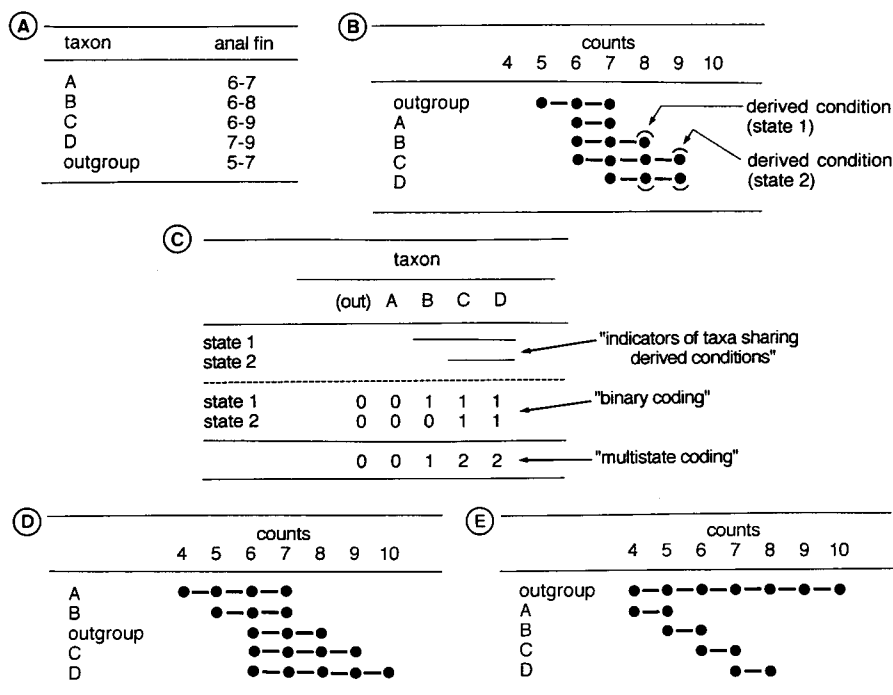 A
taxon anal fin
A 6-7
B 6-8
C 6-9
D 7-9
outgroup 5-7
B
counts
4 5 6 7 8 9 10
outgroup
A
B
C
D
derived condition
(state 1)
derived condition
(state 2)
C
taxon
(out) A B C D
state 1
state 2
"indicators of taxa sharing
derived conditions"
state 1 0 0 1 1 1
state 2 0 0 0 1 1
"binary coding"
0 0 1 2 2
"multistate coding"
D
counts
4 5 6 7 8 9 10
A
B
outgroup
C
D
E
counts
4 5 6 7 8 9 10
outgroup
A
B
C
D